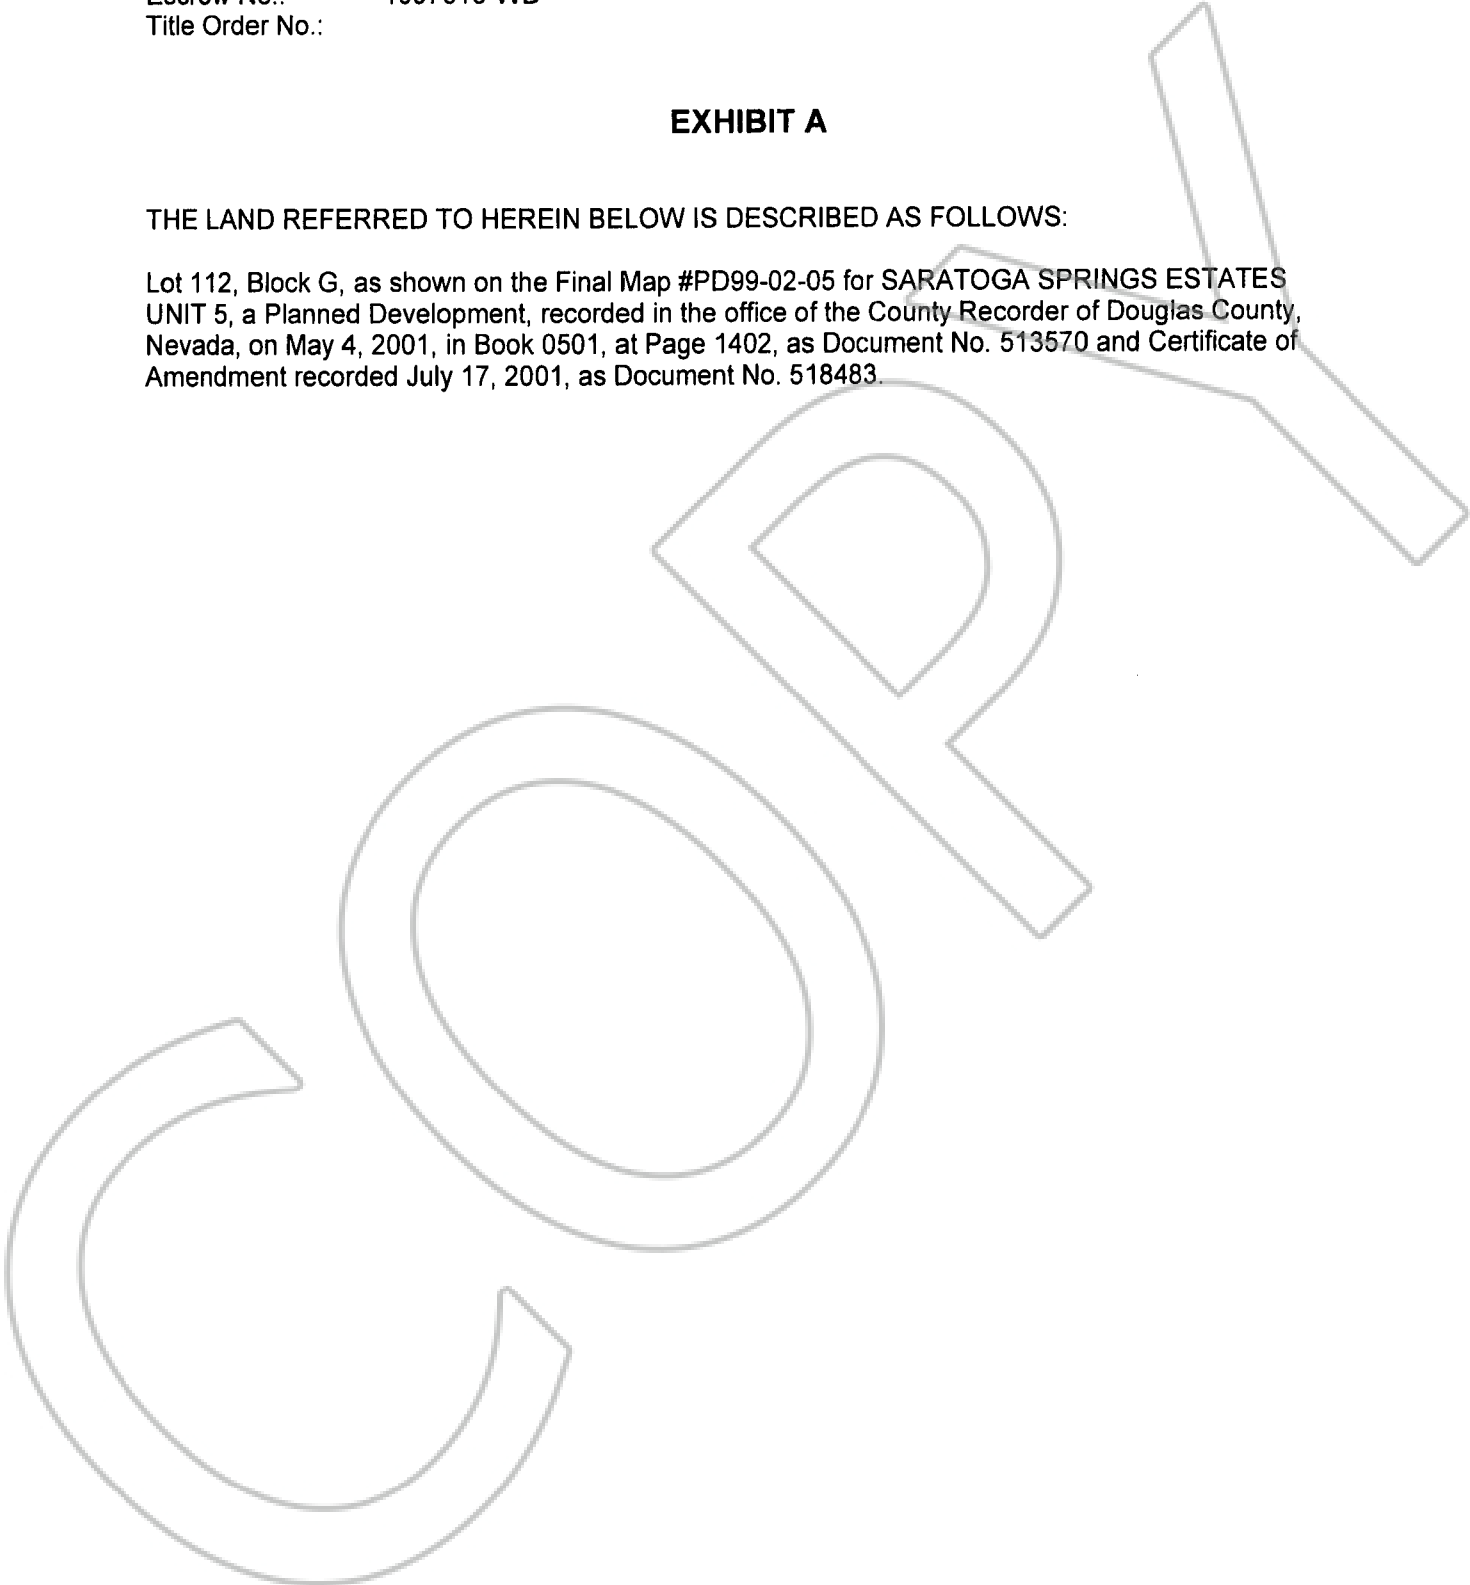 Title Order No.:
EXHIBIT A
THE LAND REFERRED TO HEREIN BELOW IS DESCRIBED AS FOLLOWS:
Lot 112, Block G, as shown on the Final Map #PD99-02-05 for SARATOGA SPRINGS ESTATES
UNIT 5, a Planned Development, recorded in the office of the County Recorder of Douglas County,
Nevada, on May 4, 2001, in Book 0501, at Page 1402, as Document No. 513570 and Certificate of
Amendment recorded July 17, 2001, as Document No. 518483.
COPY